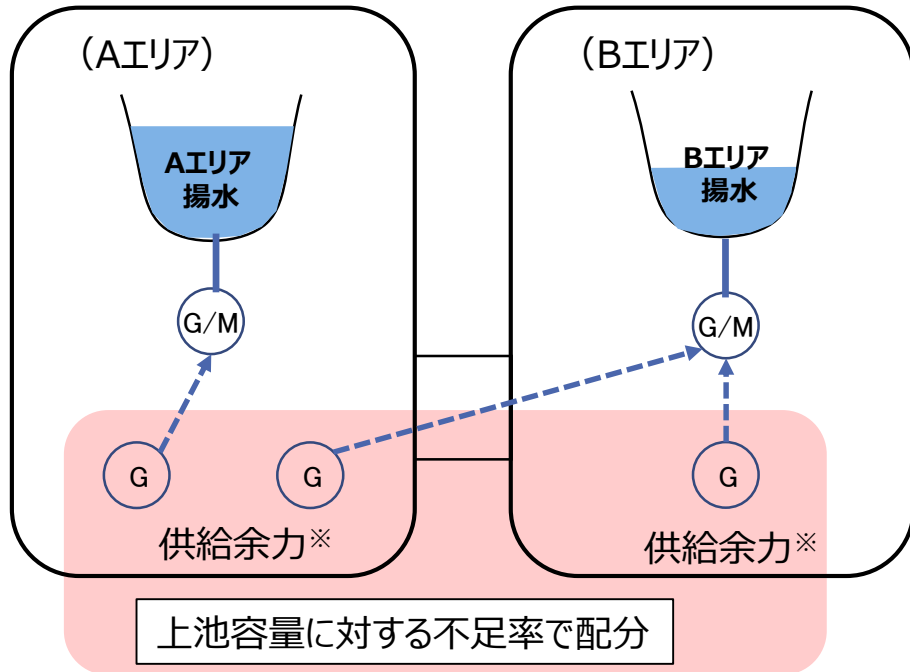 （Aエリア）
（Bエリア）
Aエリア
揚水
Bエリア
揚水
G/M
G/M
G
G
G
供給余力※
供給余力※
上池容量に対する不足率で配分